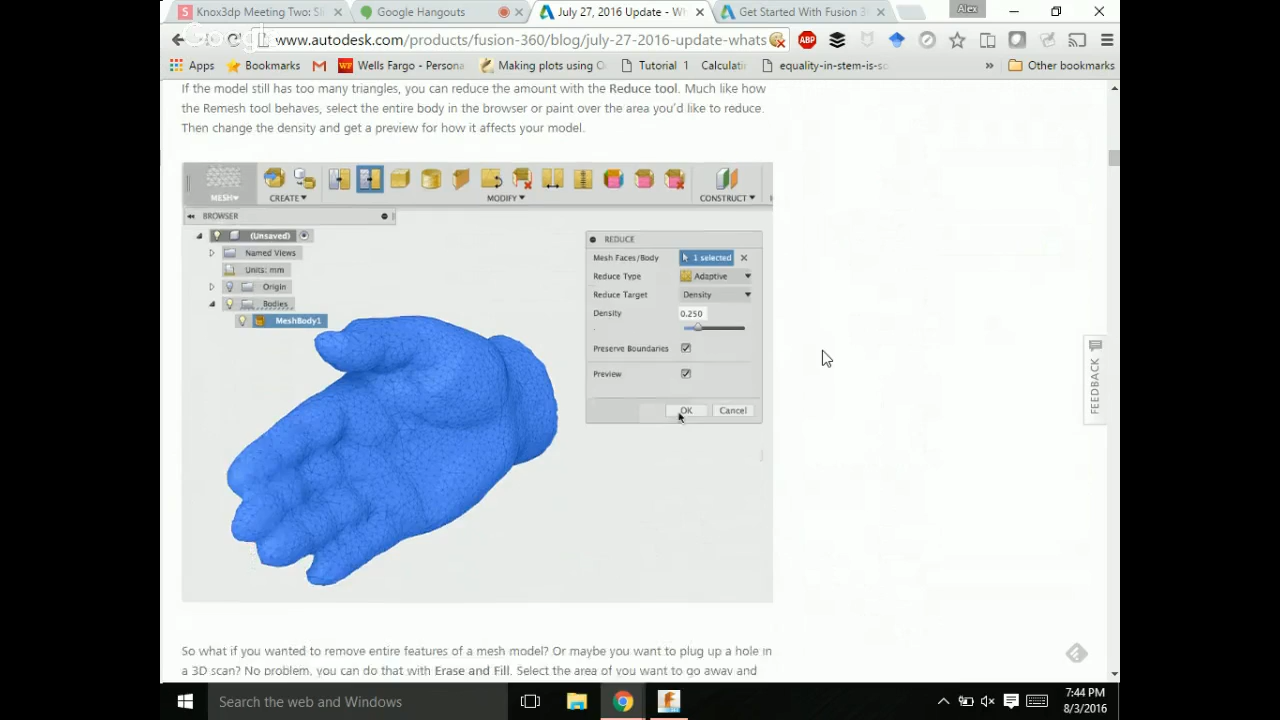 Knox3dp Meeting Two: Sli
Google Hangouts
July 27, 2016 Update - Wh
Get Started With Fusion 3
Alex
www.autodesk.com/products/fusion-360/blog/july-27-2016-update-whats
ABP
Apps
Bookmarks
Wells Fargo - Persona
Making plots using
Tutorial 1
Calculati
equality-in-stem-is-sc
»
Other bookmarks
If the model still has too many triangles, you can reduce the amount with the Reduce tool. Much like how
the Remesh tool behaves, select the entire body in the browser or paint over the area you'd like to reduce.
Then change the density and get a preview for how it affects your model.
MESH
CREATE
MODIFY
CONSTRUCT
BROWSER
(Unsaved)
Named Views
Units: mm
Origin
Bodies
MeshBody1
REDUCE
Mesh Faces/Body
1 selected
Reduce Type
Adaptive
Reduce Target
Density
Density
0.250
Preserve Boundaries
Preview
OK
Cancel
FEEDBACK
So what if you wanted to remove entire features of a mesh model? Or maybe you want to plug up a hole in
a 3D scan? No problem, you can do that with Erase and Fill. Select the area of you want to go away and
Search the web and Windows
7:44 PM
8/3/2016